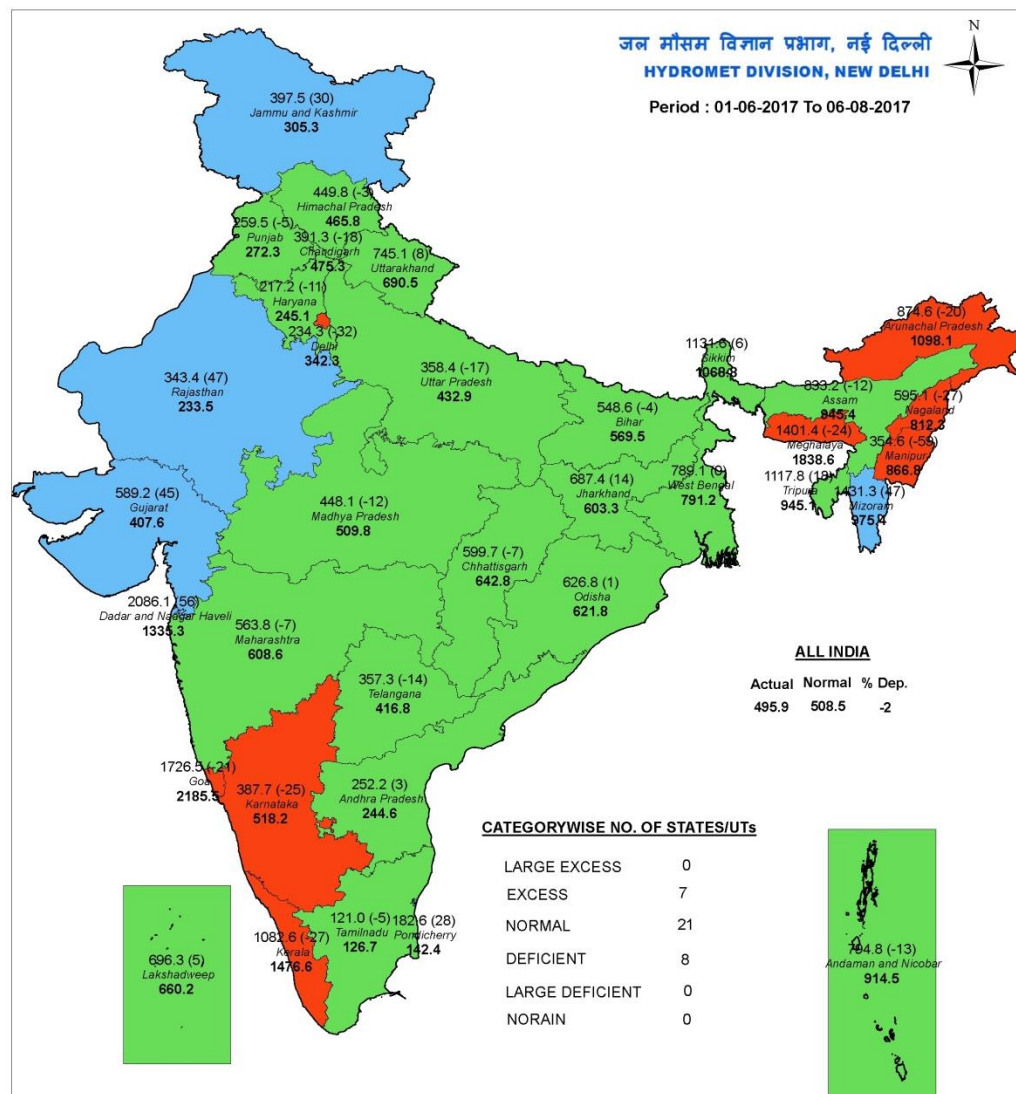 जल मौसम विज्ञान प्रभाग, नई दिल्ली
HYDROMET DIVISION, NEW DELHI
N
Period : 01-06-2017 To 06-08-2017
397.5 (30)
Jammu and Kashmir
305.3
449.8 (-3)
Himachal Pradesh
465.8
259.5 (-5)
Punjab
272.3
391.3 (-18)
Chandigarh
475.3
745.1 (8)
Uttarakhand
690.5
217.2 (-11)
Haryana
245.1
234.3 (-32)
Delhi
342.3
343.4 (47)
Rajasthan
233.5
358.4 (-17)
Uttar Pradesh
432.9
1131.6 (6)
Sikkim
1068.3
874.6 (-20)
Arunachal Pradesh
1098.1
833.2 (-12)
Assam
945.4
595.1 (-27)
Nagaland
812.3
1401.4 (-24)
Meghalaya
1838.6
354.6 (-59)
Manipur
866.8
1117.8 (18)
Tripura
945.1
1431.3 (47)
Mizoram
975.4
548.6 (-4)
Bihar
569.5
589.2 (45)
Gujarat
407.6
448.1 (-12)
Madhya Pradesh
509.8
687.4 (14)
Jharkhand
603.3
789.1 (0)
West Bengal
791.2
599.7 (-7)
Chhattisgarh
642.8
626.8 (1)
Odisha
621.8
2086.1 (56)
Dadar and Naagar Haveli
1335.3
563.8 (-7)
Maharashtra
608.6
357.3 (-14)
Telangana
416.8
ALL INDIA
Actual Normal % Dep.
495.9 508.5 -2
1726.5 (-21)
Goa
2185.5
387.7 (-25)
Karnataka
518.2
252.2 (3)
Andhra Pradesh
244.6
CATEGORYWISE NO. OF STATES/UTs
LARGE EXCESS 0
EXCESS 7
NORMAL 21
DEFICIENT 8
LARGE DEFICIENT 0
NORAIN 0
121.0 (-5)
Tamilnadu
126.7
182.6 (28)
Pondicherry
142.4
1082.6 (-27)
Kerala
1476.6
696.3 (5)
Lakshadweep
660.2
794.8 (-13)
Andaman and Nicobar
914.5